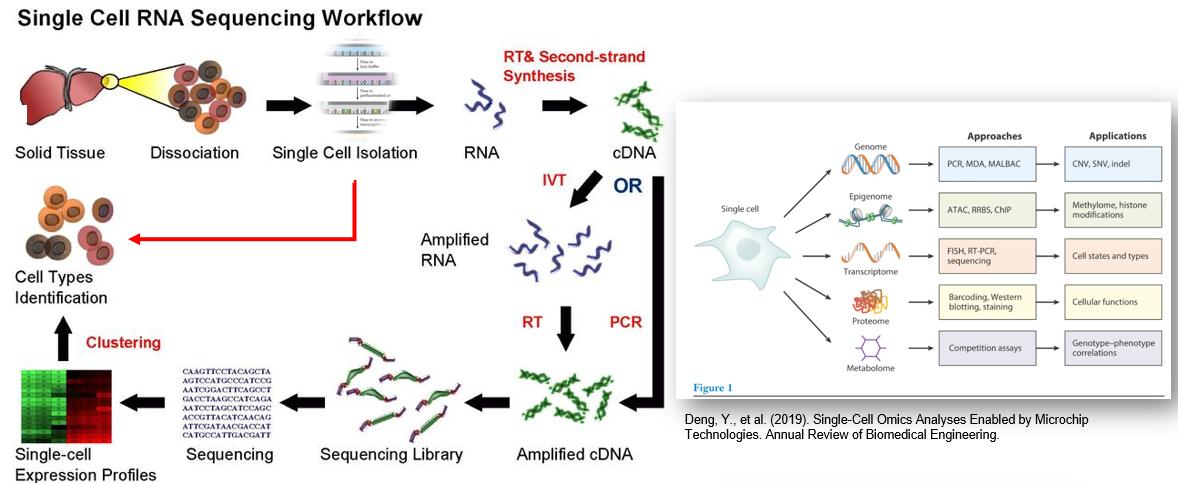 Single Cell RNA Sequencing Workflow
Solid Tissue
Dissociation
Single Cell Isolation
RNA
RT& Second-strand
Synthesis
cDNA
IVT
OR
Amplified
RNA
RT
PCR
Cell Types
Identification
Clustering
CAAGTTCCTACAGCTA
AGTCCATGCCCATCCG
AATCGGACTTCAGCCT
GACCTAAGCCATCAGA
AATCCTAGCATCCAGC
ACCGTTACATCAACAG
ATTCGATAACGACCAT
CATGCCATTGACGATT
Single-cell
Expression Profiles
Sequencing
Sequencing Library
Amplified cDNA
Approaches
Applications
Single cell
Genome
PCR, MDA, MALBAC
CNV, SNV, indel
Epigenome
ATAC, RRBS, ChIP
Methylome, histone
modifications
Transcriptome
FISH, RT-PCR,
sequencing
Cell states and types
Proteome
Barcoding, Western
blotting, staining
Cellular functions
Metabolome
Competition assays
Genotype–phenotype
correlations
Figure 1
Deng, Y., et al. (2019). Single-Cell Omics Analyses Enabled by Microchip
Technologies. Annual Review of Biomedical Engineering.